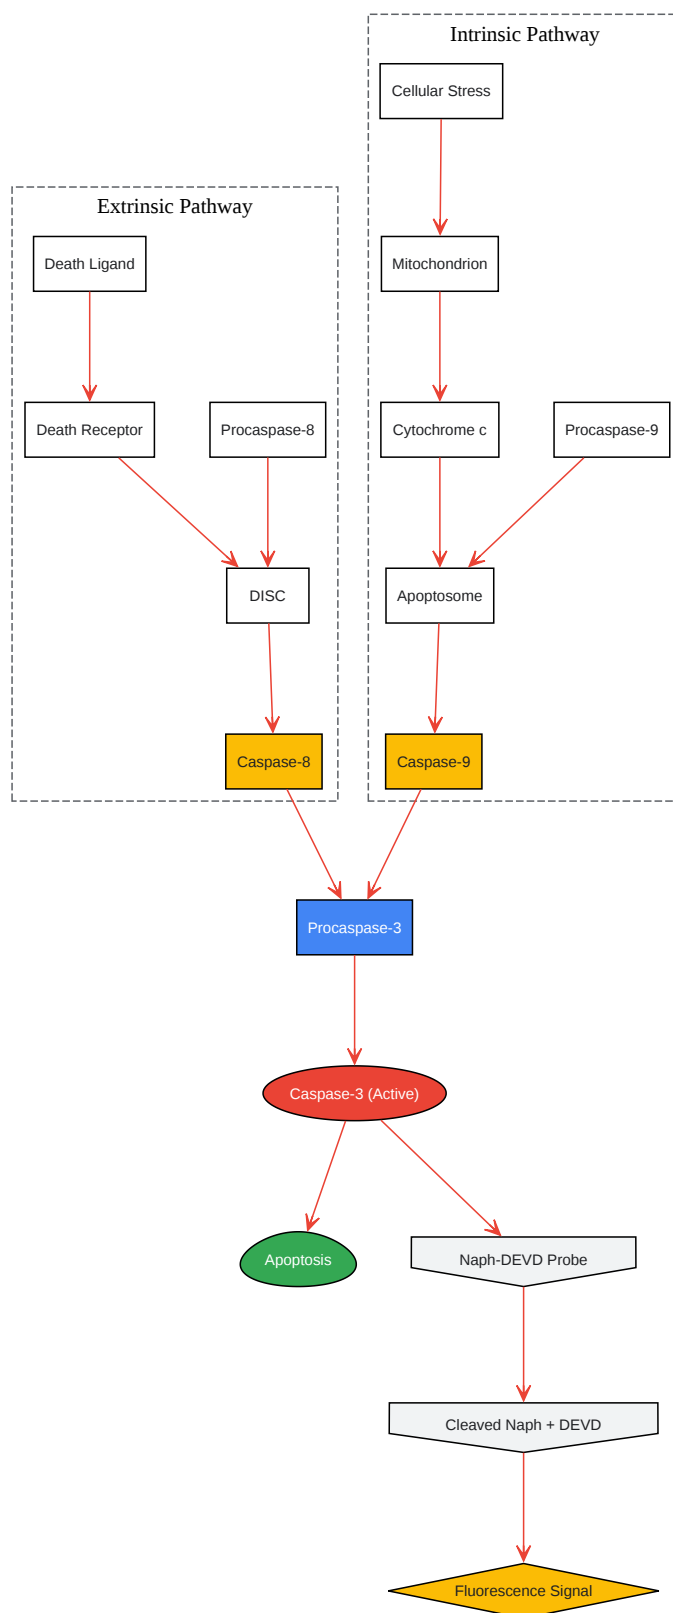 Intrinsic Pathway
Cellular Stress
Extrinsic Pathway
Death Ligand
Mitochondrion
Death Receptor
Procaspase-8
Cytochrome c
Procaspase-9
DISC
Apoptosome
Caspase-8
Caspase-9
Procaspase-3
Caspase-3 (Active)
Apoptosis
Naph-DEVD Probe
Cleaved Naph + DEVD
Fluorescence Signal